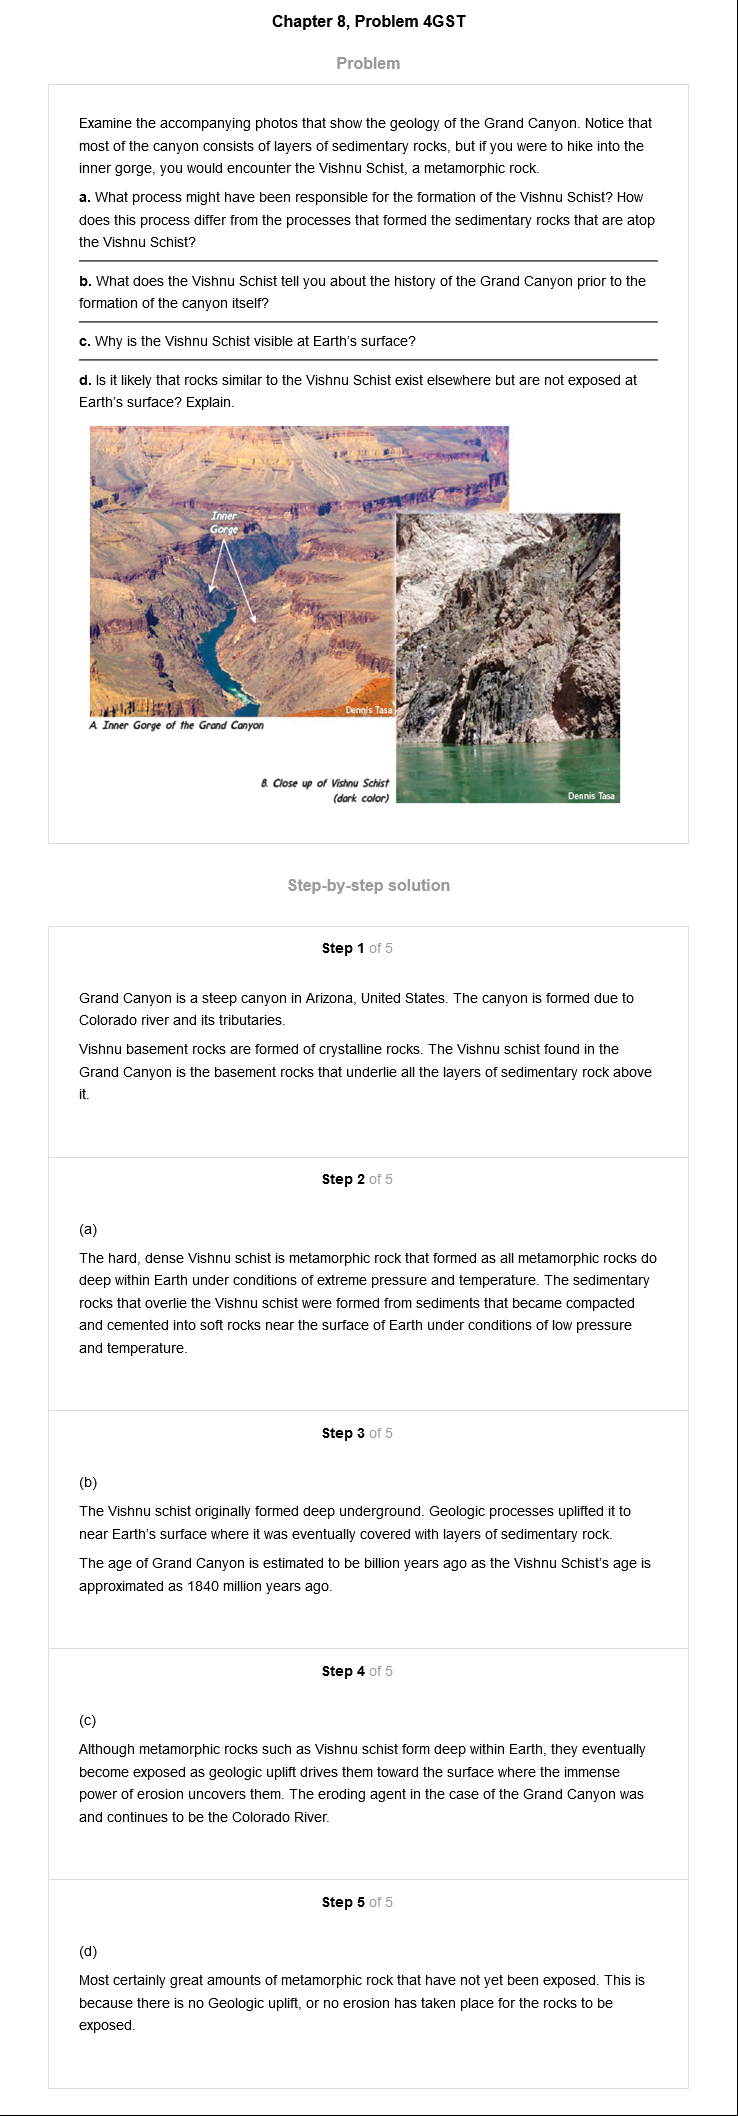 Chapter 8, Problem 4GST
Problem
Examine the accompanying photos that show the geology of the Grand Canyon. Notice that
most of the canyon consists of layers of sedimentary rocks, but if you were to hike into the
inner gorge, you would encounter the Vishnu Schist, a metamorphic rock.
a. What process might have been responsible for the formation of the Vishnu Schist? How
does this process differ from the processes that formed the sedimentary rocks that are atop
the Vishnu Schist?
b. What does the Vishnu Schist tell you about the history of the Grand Canyon prior to the
formation of the canyon itself?
c. Why is the Vishnu Schist visible at Earth's surface?
d. Is it likely that rocks similar to the Vishnu Schist exist elsewhere but are not exposed at
Earth's surface? Explain.
Inner
Gorge
Dennis Tasa
A. Inner Gorge of the Grand Canyon
B. Close up of Vishnu Schist
(dark color)
Dennis Tasa
Step-by-step solution
Step 1 of 5
Grand Canyon is a steep canyon in Arizona, United States. The canyon is formed due to
Colorado river and its tributaries.
Vishnu basement rocks are formed of crystalline rocks. The Vishnu schist found in the
Grand Canyon is the basement rocks that underlie all the layers of sedimentary rock above
it.
Step 2 of 5
(a)
The hard, dense Vishnu schist is metamorphic rock that formed as all metamorphic rocks do
deep within Earth under conditions of extreme pressure and temperature. The sedimentary
rocks that overlie the Vishnu schist were formed from sediments that became compacted
and cemented into soft rocks near the surface of Earth under conditions of low pressure
and temperature.
Step 3 of 5
(b)
The Vishnu schist originally formed deep underground. Geologic processes uplifted it to
near Earth's surface where it was eventually covered with layers of sedimentary rock.
The age of Grand Canyon is estimated to be billion years ago as the Vishnu Schist's age is
approximated as 1840 million years ago.
Step 4 of 5
(c)
Although metamorphic rocks such as Vishnu schist form deep within Earth, they eventually
become exposed as geologic uplift drives them toward the surface where the immense
power of erosion uncovers them. The eroding agent in the case of the Grand Canyon was
and continues to be the Colorado River.
Step 5 of 5
(d)
Most certainly great amounts of metamorphic rock that have not yet been exposed. This is
because there is no Geologic uplift, or no erosion has taken place for the rocks to be
exposed.